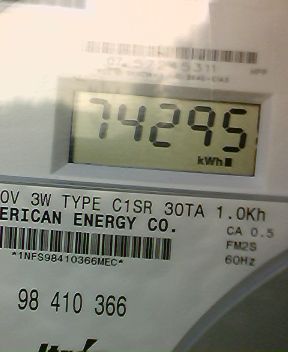 74295
kWh
0V 3W TYPE C1SR 30TA 1.0Kh
ERICAN ENERGY CO.
CA 0.5
FM2S
*1NFS98410366MEC*
60Hz
98 410 366